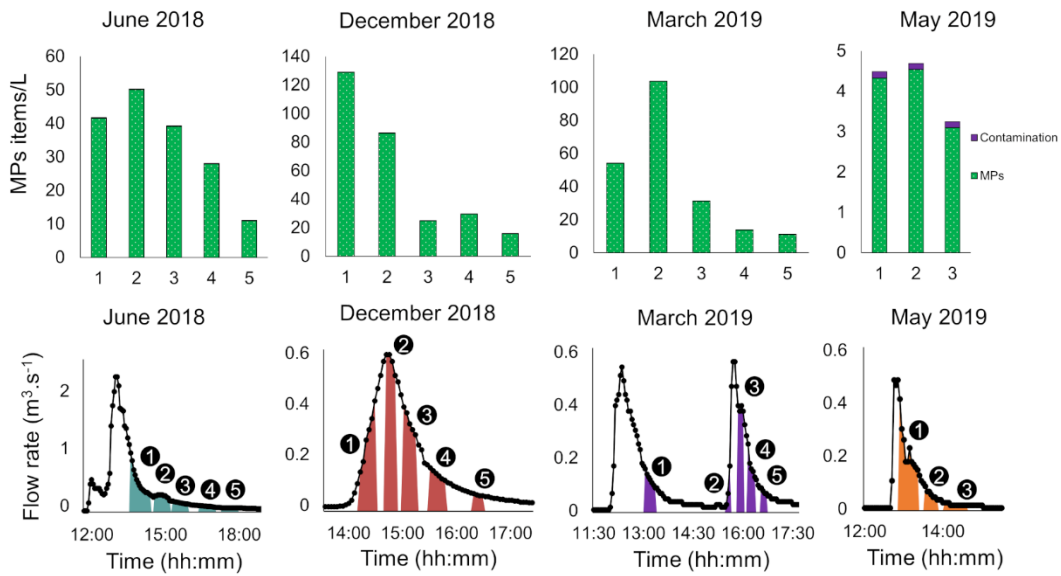 June 2018
December 2018
March 2019
May 2019
MPs items/L
60
50
40
30
20
10
0
1 2 3 4 5
140
120
100
80
60
40
20
0
1 2 3 4 5
120
100
80
60
40
20
0
1 2 3 4 5
5
4
3
2
1
0
1 2 3
Contamination
MPs
June 2018
December 2018
March 2019
May 2019
Flow rate (m³.s⁻¹)
2
1
0
1 2 3 4 5
12:00 15:00 18:00
Time (hh:mm)
0.6
0.4
0.2
0.0
1 2 3 4 5
14:00 15:00 16:00 17:00
Time (hh:mm)
0.6
0.4
0.2
0.0
1 2 3 4 5
11:30 13:00 14:30 16:00 17:30
Time (hh:mm)
0.6
0.4
0.2
0
1 2 3
12:00 14:00
Time (hh:mm)